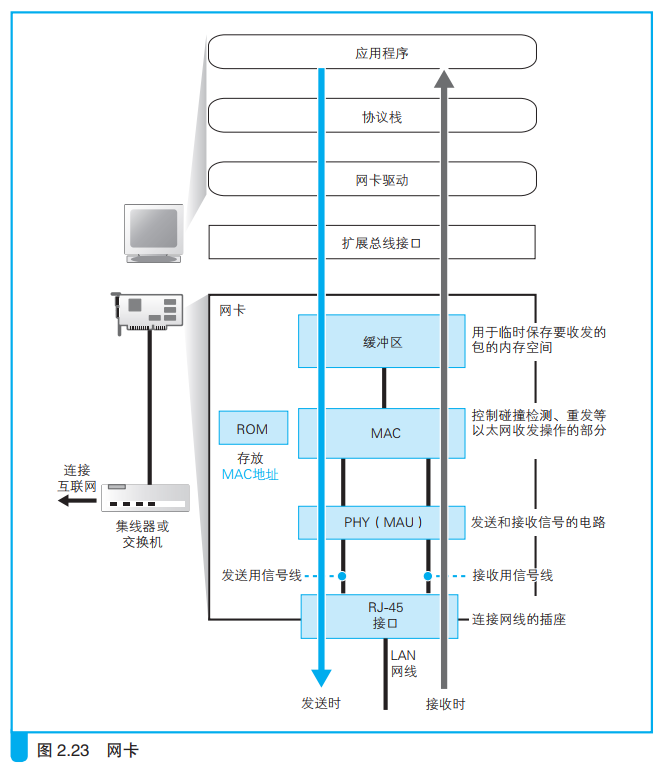 应用程序
协议栈
网卡驱动
扩展总线接口
网卡
缓冲区
用于临时保存要收发的
包的内存空间
ROM
存放
MAC地址
MAC
控制碰撞检测、重发等
以太网收发操作的部分
连接
互联网
集线器或
交换机
PHY（MAU）
发送和接收信号的电路
发送用信号线
接收用信号线
RJ-45
接口
连接网线的插座
LAN
网线
发送时
接收时
图 2.23 网卡